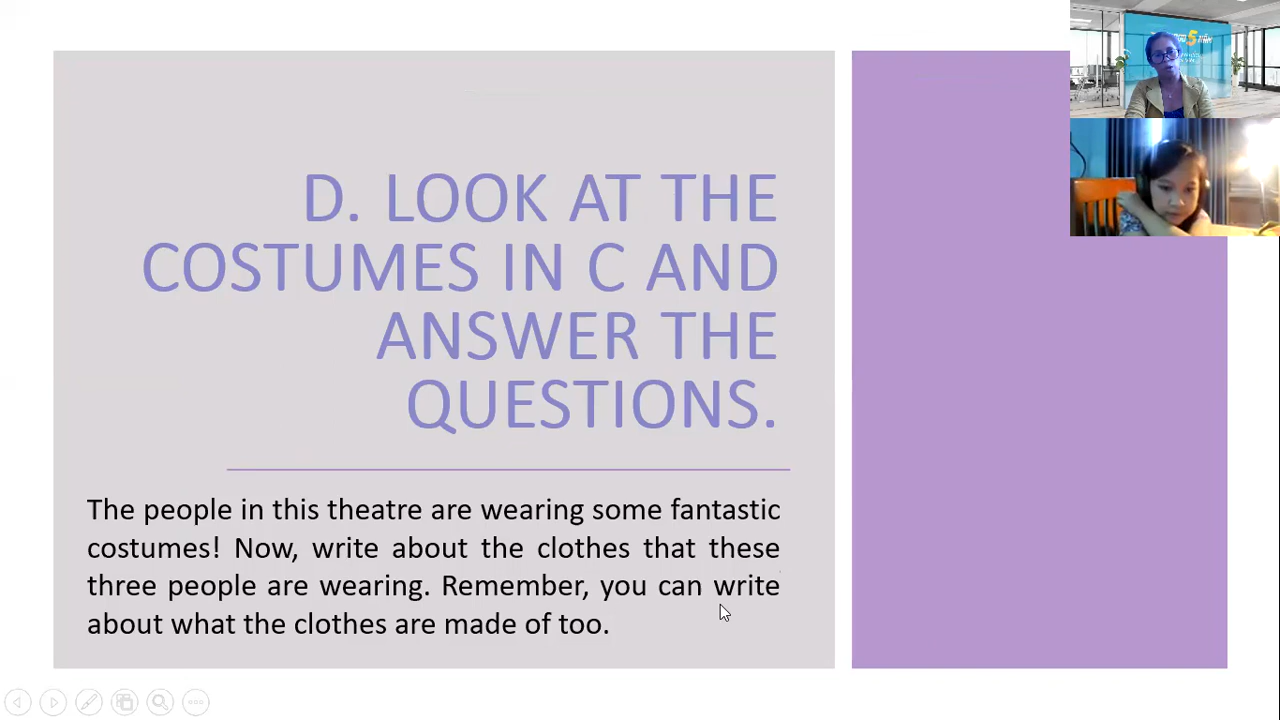 D. LOOK AT THE
COSTUMES IN C AND
ANSWER THE
QUESTIONS.
The people in this theatre are wearing some fantastic
costumes! Now, write about the clothes that these
three people are wearing. Remember, you can write
about what the clothes are made of too.